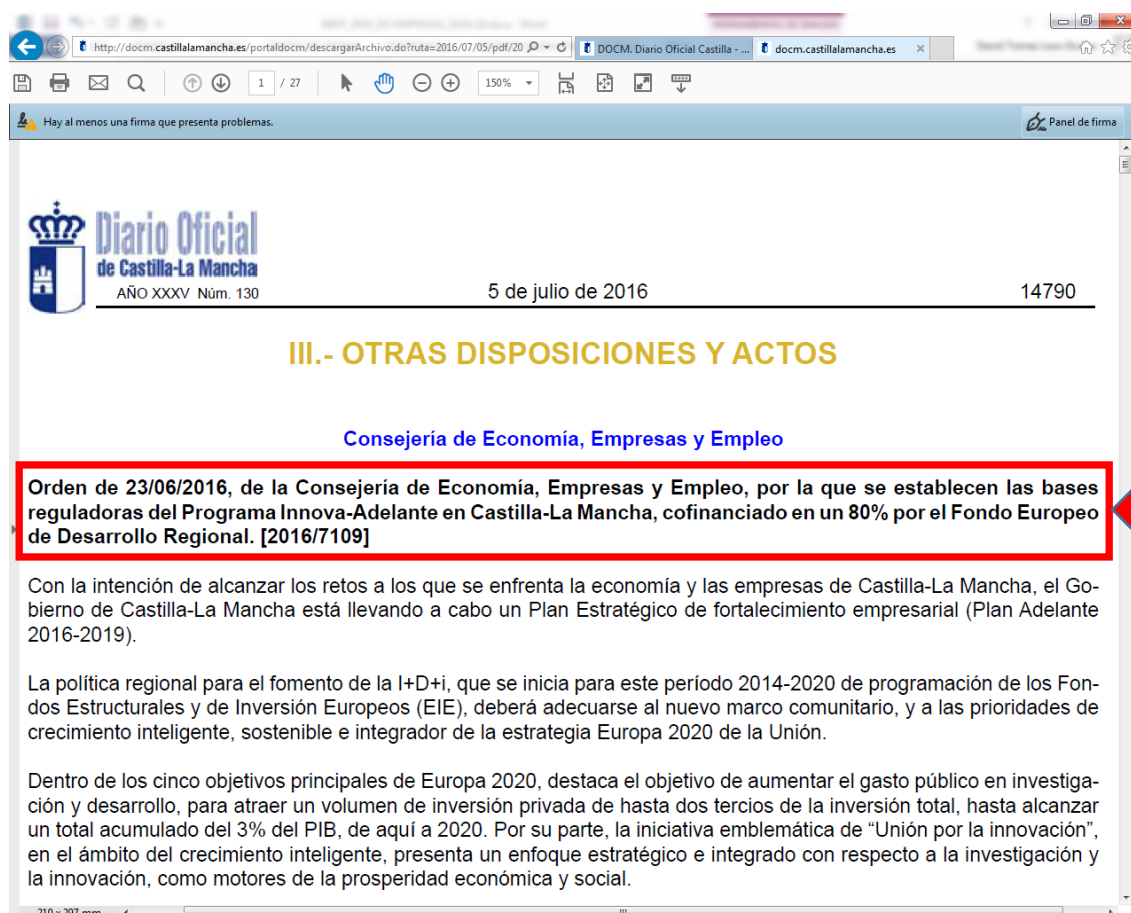 http://docm.castillalamancha.es/portaldocm/descargarArchivo.do?ruta=2016/07/05/pdf/20
DOCM. Diario Oficial Castilla - ...
docm.castillalamancha.es
1 / 27
150%
Hay al menos una firma que presenta problemas.
Panel de firma
Diario Oficial
de Castilla-La Mancha
AÑO XXXV Núm. 130
5 de julio de 2016
14790
III.- OTRAS DISPOSICIONES Y ACTOS
Consejería de Economía, Empresas y Empleo
Orden de 23/06/2016, de la Consejería de Economía, Empresas y Empleo, por la que se establecen las bases
reguladoras del Programa Innova-Adelante en Castilla-La Mancha, cofinanciado en un 80% por el Fondo Europeo
de Desarrollo Regional. [2016/7109]
Con la intención de alcanzar los retos a los que se enfrenta la economía y las empresas de Castilla-La Mancha, el Go-
bierno de Castilla-La Mancha está llevando a cabo un Plan Estratégico de fortalecimiento empresarial (Plan Adelante
2016-2019).
La política regional para el fomento de la I+D+i, que se inicia para este período 2014-2020 de programación de los Fon-
dos Estructurales y de Inversión Europeos (EIE), deberá adecuarse al nuevo marco comunitario, y a las prioridades de
crecimiento inteligente, sostenible e integrador de la estrategia Europa 2020 de la Unión.
Dentro de los cinco objetivos principales de Europa 2020, destaca el objetivo de aumentar el gasto público en investiga-
ción y desarrollo, para atraer un volumen de inversión privada de hasta dos tercios de la inversión total, hasta alcanzar
un total acumulado del 3% del PIB, de aquí a 2020. Por su parte, la iniciativa emblemática de “Unión por la innovación”,
en el ámbito del crecimiento inteligente, presenta un enfoque estratégico e integrado con respecto a la investigación y
la innovación, como motores de la prosperidad económica y social.
210 x 297 mm